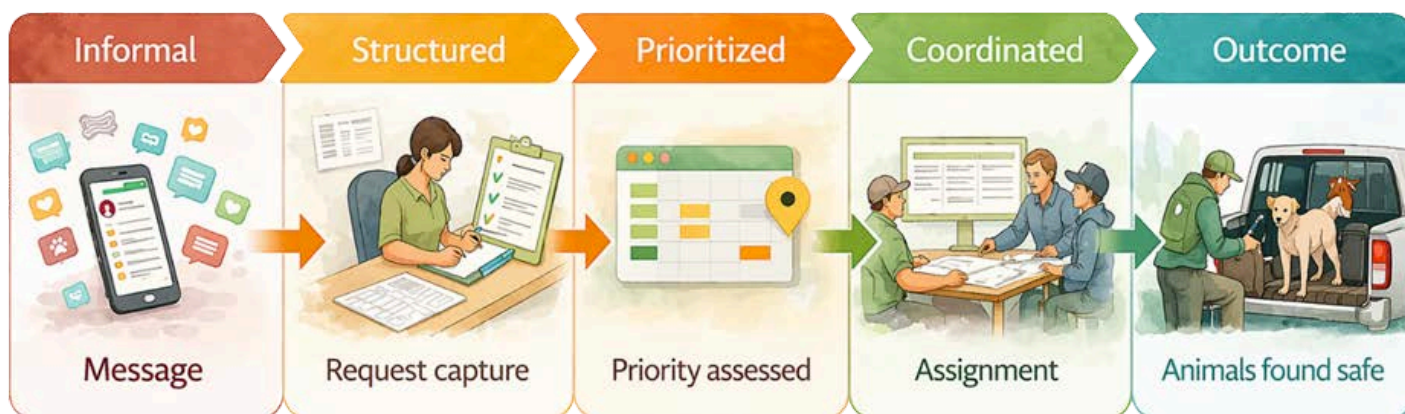 Informal
Structured
Prioritized
Coordinated
Outcome
Message
Request capture
Priority assessed
Assignment
Animals found safe